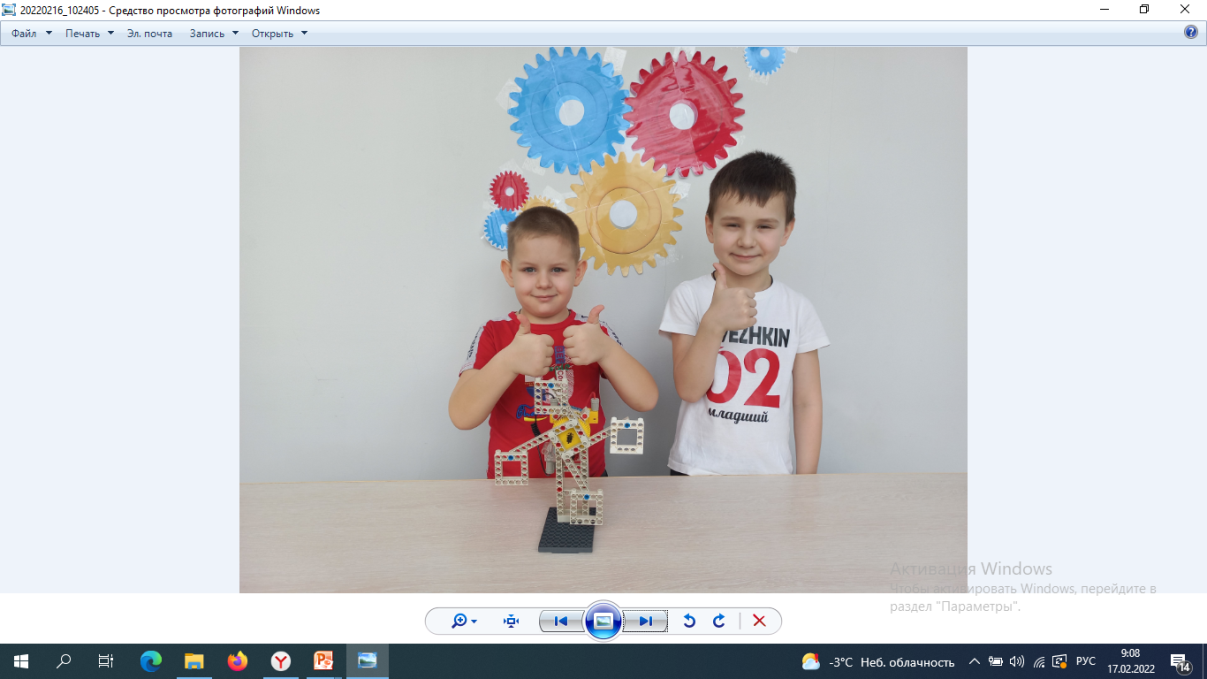 20220216_102405 - Средство просмотра фотографий Windows
Файл Печать Эл. почта Запись Открыть
02
младший
Активация Windows
Чтобы активировать Windows, перейдите в
раздел "Параметры".
-3°C Неб. облачность
РУС
9:08
17.02.2022
14